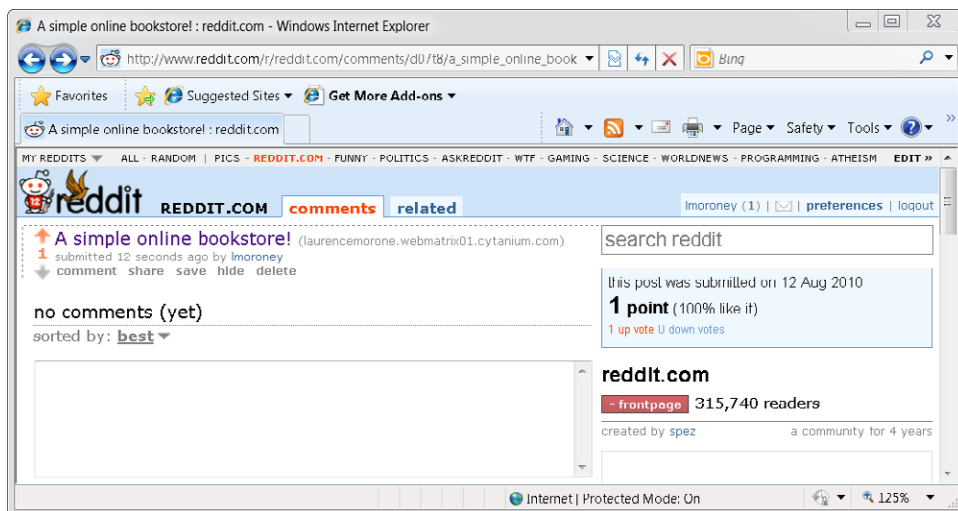 A simple online bookstore! : reddit.com - Windows Internet Explorer
http://www.reddit.com/r/reddit.com/comments/d07t8/a_simple_online_book
Bing
Favorites Suggested Sites Get More Add-ons
A simple online bookstore! : reddit.com
Page Safety Tools
MY REDDITS ALL - RANDOM | PICS - REDDIT.COM - FUNNY - POLITICS - ASKREDDIT - WTF - GAMING - SCIENCE - WORLDNEWS - PROGRAMMING - ATHEISM EDIT »
reddit REDDIT.COM comments related
lmoroney (1) | preferences | logout
A simple online bookstore! (laurencemorone.webmatrix01.cytanium.com)
1 submitted 12 seconds ago by lmoroney
comment share save hide delete
search reddit
this post was submitted on 12 Aug 2010
1 point (100% like it)
1 up vote 0 down votes
no comments (yet)
sorted by: best
reddit.com
- frontpage 315,740 readers
created by spez a community for 4 years
Internet | Protected Mode: On 125%